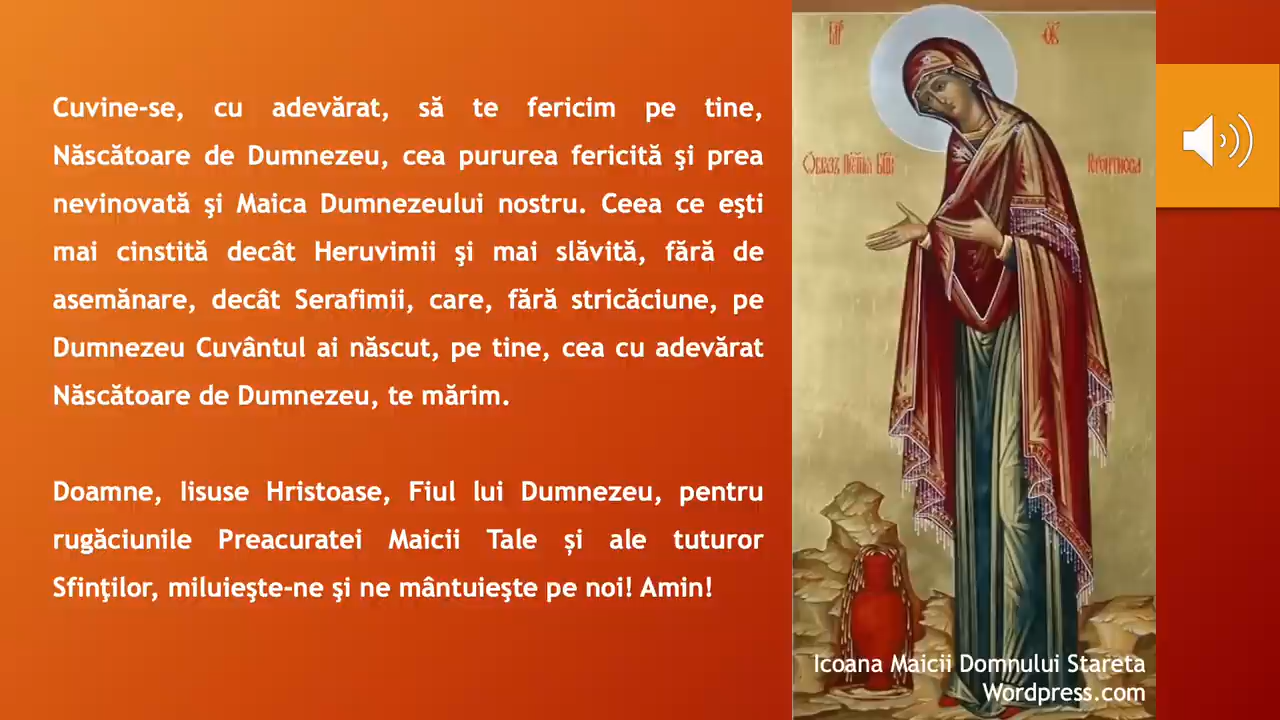 Cuvine-se, cu adevărat, să te fericim pe tine,
Născătoare de Dumnezeu, cea pururea fericită şi prea
nevinovată şi Maica Dumnezeului nostru. Ceea ce eşti
mai cinstită decât Heruvimii şi mai slăvită, fără de
asemănare, decât Serafimii, care, fără stricăciune, pe
Dumnezeu Cuvântul ai născut, pe tine, cea cu adevărat
Născătoare de Dumnezeu, te mărim.
Doamne, Iisuse Hristoase, Fiul lui Dumnezeu, pentru
rugăciunile Preacuratei Maicii Tale și ale tuturor
Sfinţilor, miluieşte-ne şi ne mântuieşte pe noi! Amin!
Icoana Maicii Domnului Stareta
Wordpress.com